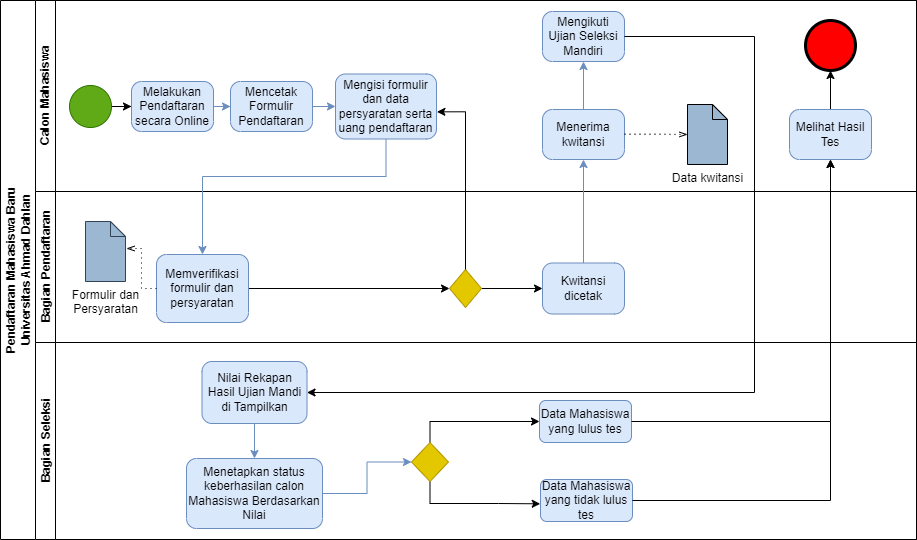 Pendaftaran Mahasiswa Baru
Universitas Ahmad Dahlan
Calon Mahasiswa
Melakukan
Pendaftaran
secara Online
Mencetak
Formulir
Pendaftaran
Mengisi formulir
dan data
persyaratan serta
uang pendaftaran
Mengikuti
Ujian Seleksi
Mandiri
Menerima
kwitansi
Data kwitansi
Melihat Hasil
Tes
Bagian Pendaftaran
Formulir dan
Persyaratan
Memverifikasi
formulir dan
persyaratan
Kwitansi
dicetak
Bagian Seleksi
Nilai Rekapan
Hasil Ujian Mandi
di Tampilkan
Menetapkan status
keberhasilan calon
Mahasiswa Berdasarkan
Nilai
Data Mahasiswa
yang lulus tes
Data Mahasiswa
yang tidak lulus
tes